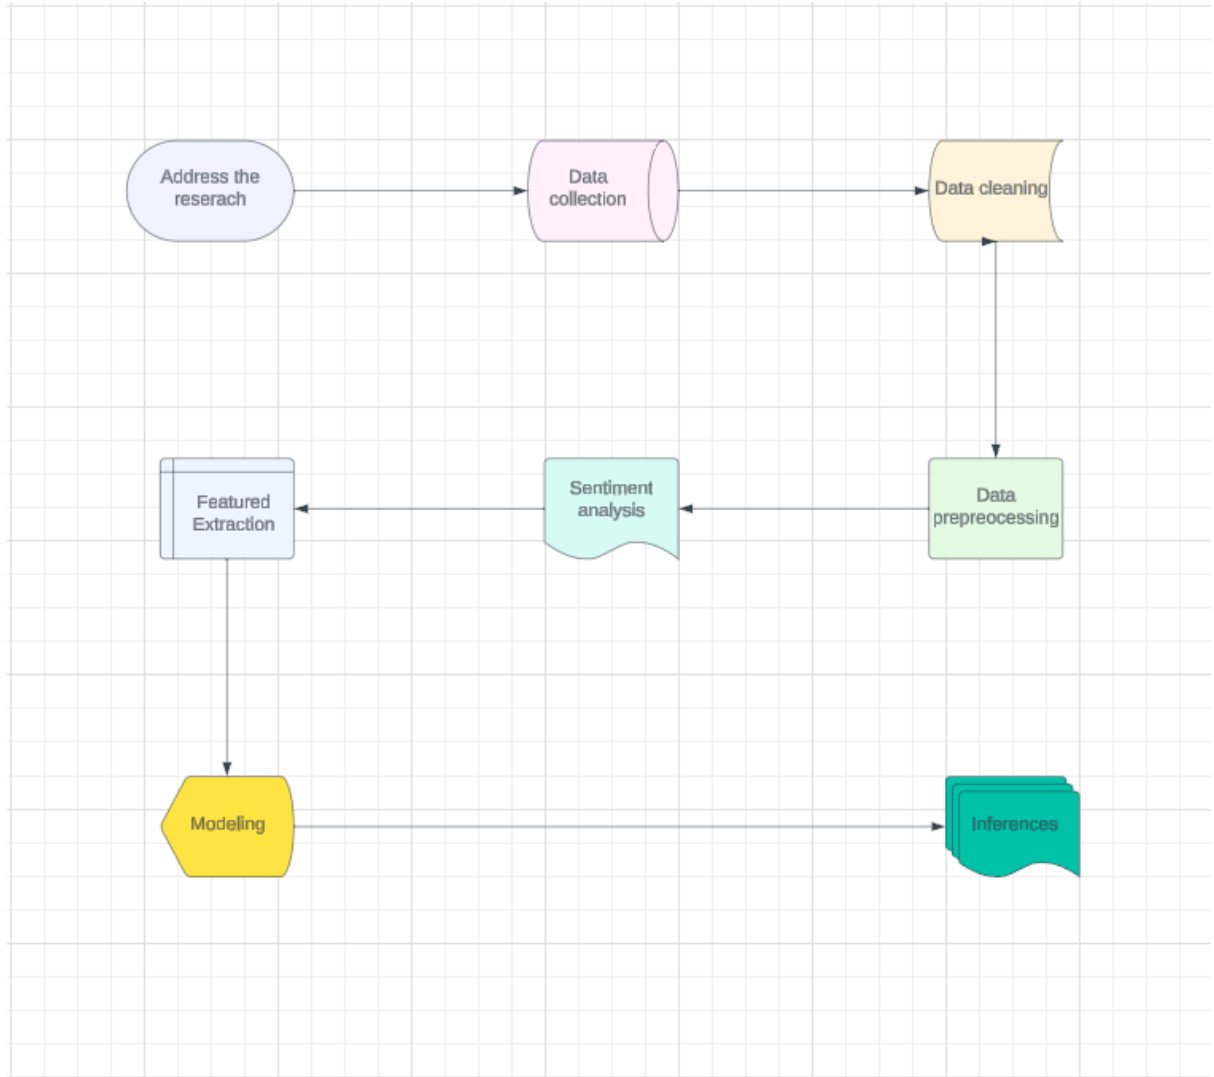 Address the
reserach
Data
collection
Data cleaning
Featured
Extraction
Sentiment
analysis
Data
prepreocessing
Modeling
Inferences